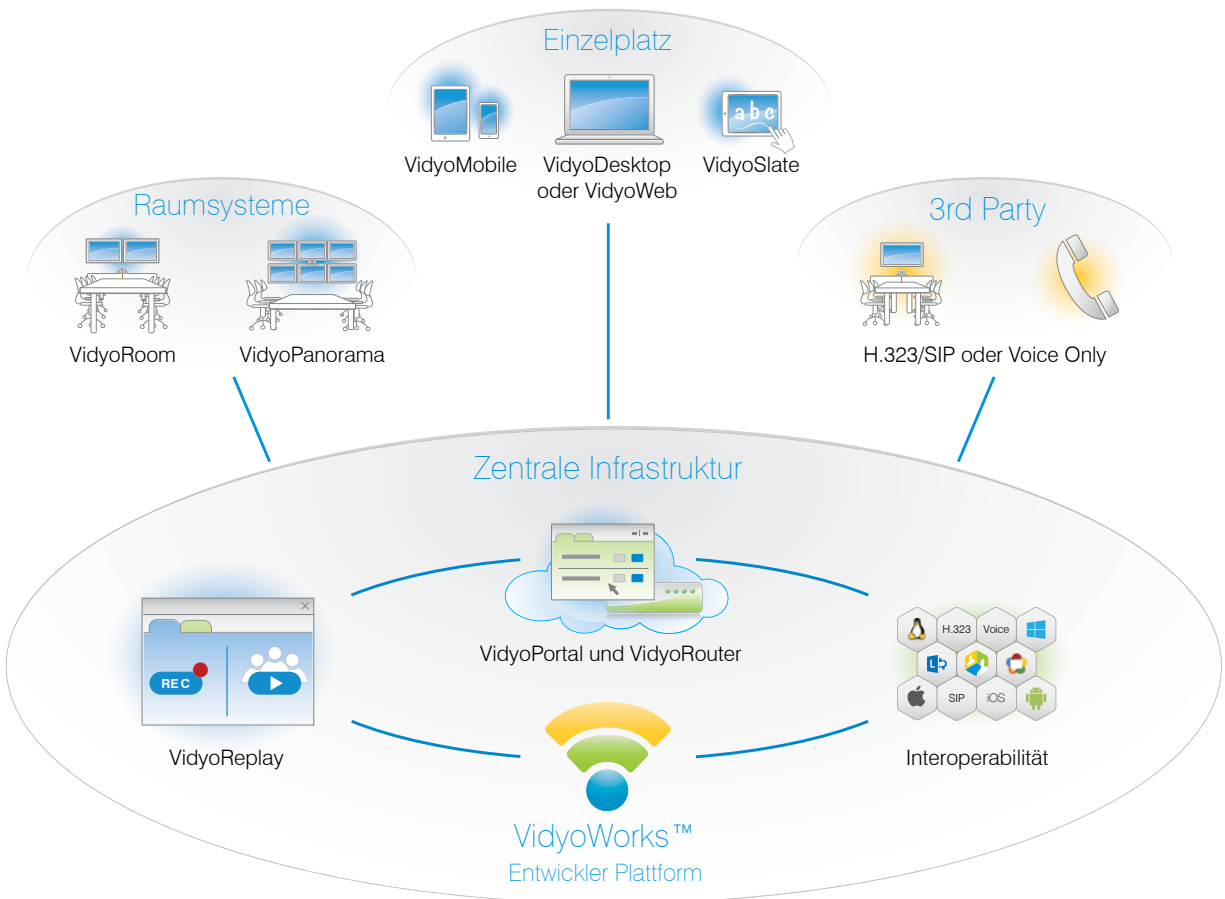 Einzelplatz
abc
VidyoMobile
VidyoDesktop
oder VidyoWeb
VidyoSlate
Raumsysteme
VidyoRoom
VidyoPanorama
3rd Party
H.323/SIP oder Voice Only
Zentrale Infrastruktur
VidyoPortal und VidyoRouter
REC
VidyoReplay
H.323
Voice
L
SIP
iOS
Interoperabilität
VidyoWorks™
Entwickler Plattform